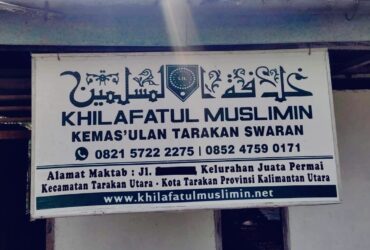 خلافة المسلمين
KHILAFATUL MUSLIMIN
KEMAS'ULAN TARAKAN SWARAN
0821 5722 2275 | 0852 4759 0171
Alamat Maktab : Jl. Kelurahan Juata Permai
Kecamatan Tarakan Utara - Kota Tarakan Provinsi Kalimantan Utara
www.khilafatulmuslimin.net